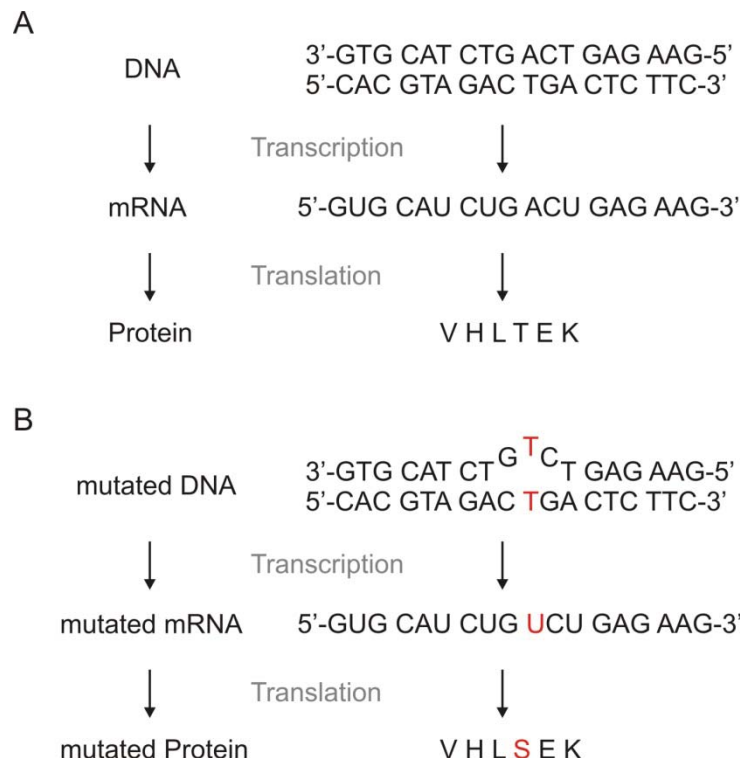 A
DNA
3'-GTG CAT CTG ACT GAG AAG-5'
5'-CAC GTA GAC TGA CTC TTC-3'
Transcription
mRNA
5'-GUG CAU CUG ACU GAG AAG-3'
Translation
Protein
V H L T E K
B
mutated DNA
3'-GTG CAT CTGTCT GAG AAG-5'
5'-CAC GTA GAC TGA CTC TTC-3'
Transcription
mutated mRNA
5'-GUG CAU CUG UCU GAG AAG-3'
Translation
mutated Protein
V H L S E K